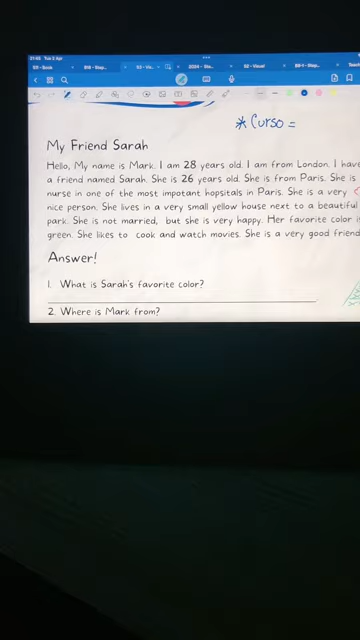 21:55 Tue 2 Apr
* Curso =
My Friend Sarah
Hello, My name is Mark. I am 28 years old. I am from London. I have
a friend named Sarah. She is 26 years old. She is from Paris. She is
nurse in one of the most impotant hopsitals in Paris. She is a very
nice person. She lives in a very small yellow house next to a beautiful
park. She is not married, but she is very happy. Her favorite color is
green. She likes to cook and watch movies. She is a very good friend
Answer!
1. What is Sarah's favorite color?
2. Where is Mark from?